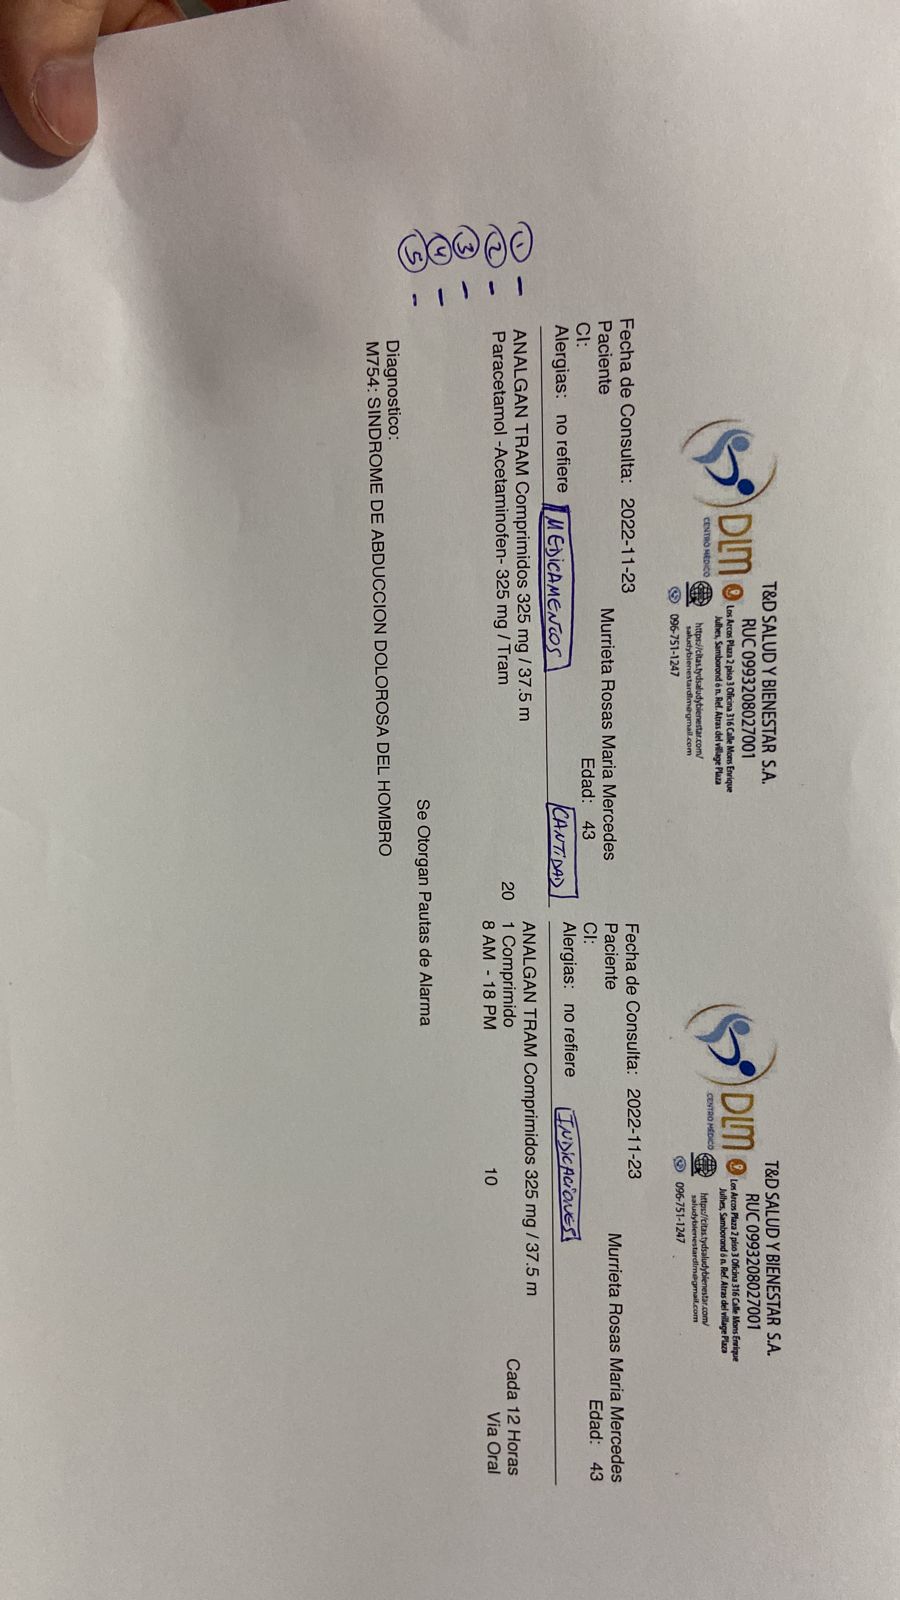 T&D SALUD Y BIENESTAR S.A.
RUC 0993208027001
DLM
CENTRO MÉDICO
Los Arcos Plaza 2 piso 3 Oficina 316 Calle Mons Enrique
Julhes, Samborond ó n. Ref. Atras del village Plaza
https://citas.tydsaludybienestar.com/
saludybienestardlm@gmail.com
096-751-1247
Fecha de Consulta: 2022-11-23
Paciente Murrieta Rosas Maria Mercedes
CI: Edad: 43
Alergias: no refiere MEDICAMENTOS CANTIDAD
1 - ANALGAN TRAM Comprimidos 325 mg / 37.5 m
2 - Paracetamol -Acetaminofen- 325 mg / Tram 20
3 -
4 -
5 -
Se Otorgan Pautas de Alarma
Diagnostico:
M754: SINDROME DE ABDUCCION DOLOROSA DEL HOMBRO
T&D SALUD Y BIENESTAR S.A.
RUC 0993208027001
DLM
CENTRO MÉDICO
Los Arcos Plaza 2 piso 3 Oficina 316 Calle Mons Enrique
Julhes, Samborond ó n. Ref. Atras del village Plaza
https://citas.tydsaludybienestar.com/
saludybienestardlm@gmail.com
096-751-1247
Fecha de Consulta: 2022-11-23
Paciente Murrieta Rosas Maria Mercedes
CI: Edad: 43
Alergias: no refiere INDICACIONES
ANALGAN TRAM Comprimidos 325 mg / 37.5 m
1 Comprimido Cada 12 Horas
8 AM - 18 PM 10 Via Oral